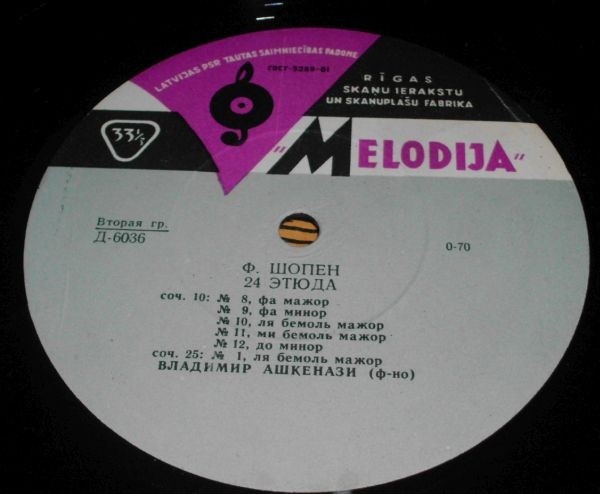 LATVIJAS PSR TAUTAS SAIMNIECĪBAS PADOME
ГОСТ-5289-61
RĪGAS
SKAŅU IERAKSTU
UN SKAŅUPLAŠU FABRIKA
33⅓
"MELODIJA"
Вторая гр.
Д-6036
0-70
Ф. ШОПЕН
24 ЭТЮДА
соч. 10: № 8, фа мажор
№ 9, фа минор
№ 10, ля бемоль мажор
№ 11, ми бемоль мажор
№ 12, до минор
соч. 25: № 1, ля бемоль мажор
ВЛАДИМИР АШКЕНАЗИ (ф-но)